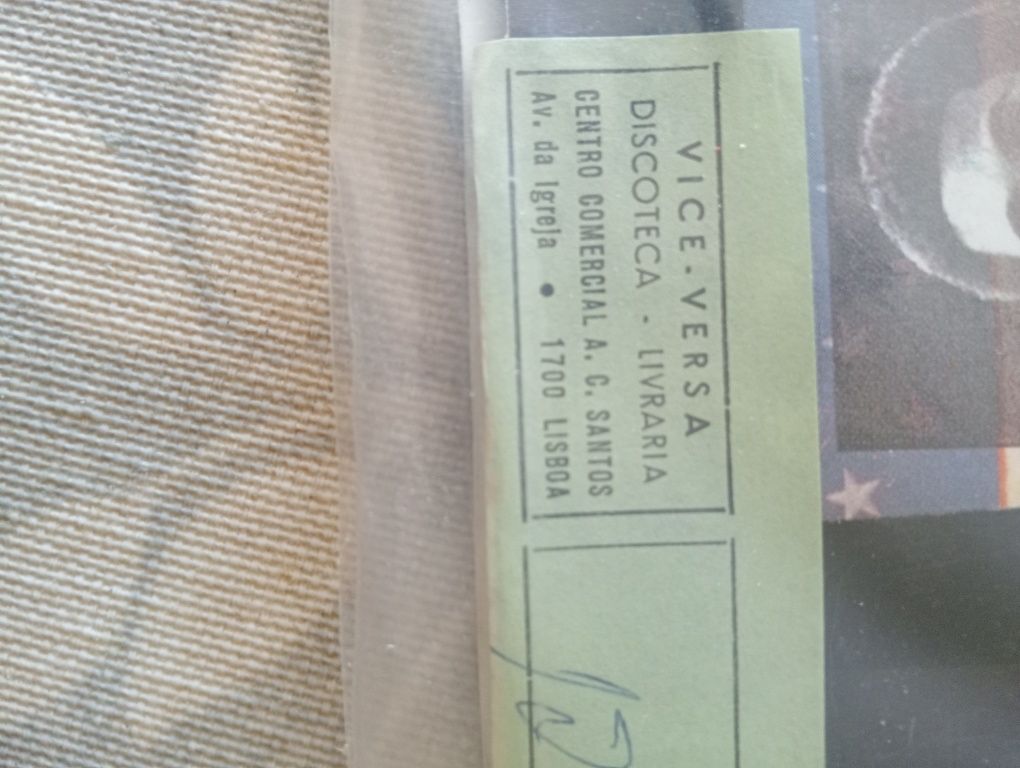 VICE-VERSA
DISCOTECA - LIVRARIA
CENTRO COMERCIAL A. C. SANTOS
Av. da Igreja • 1700 LISBOA